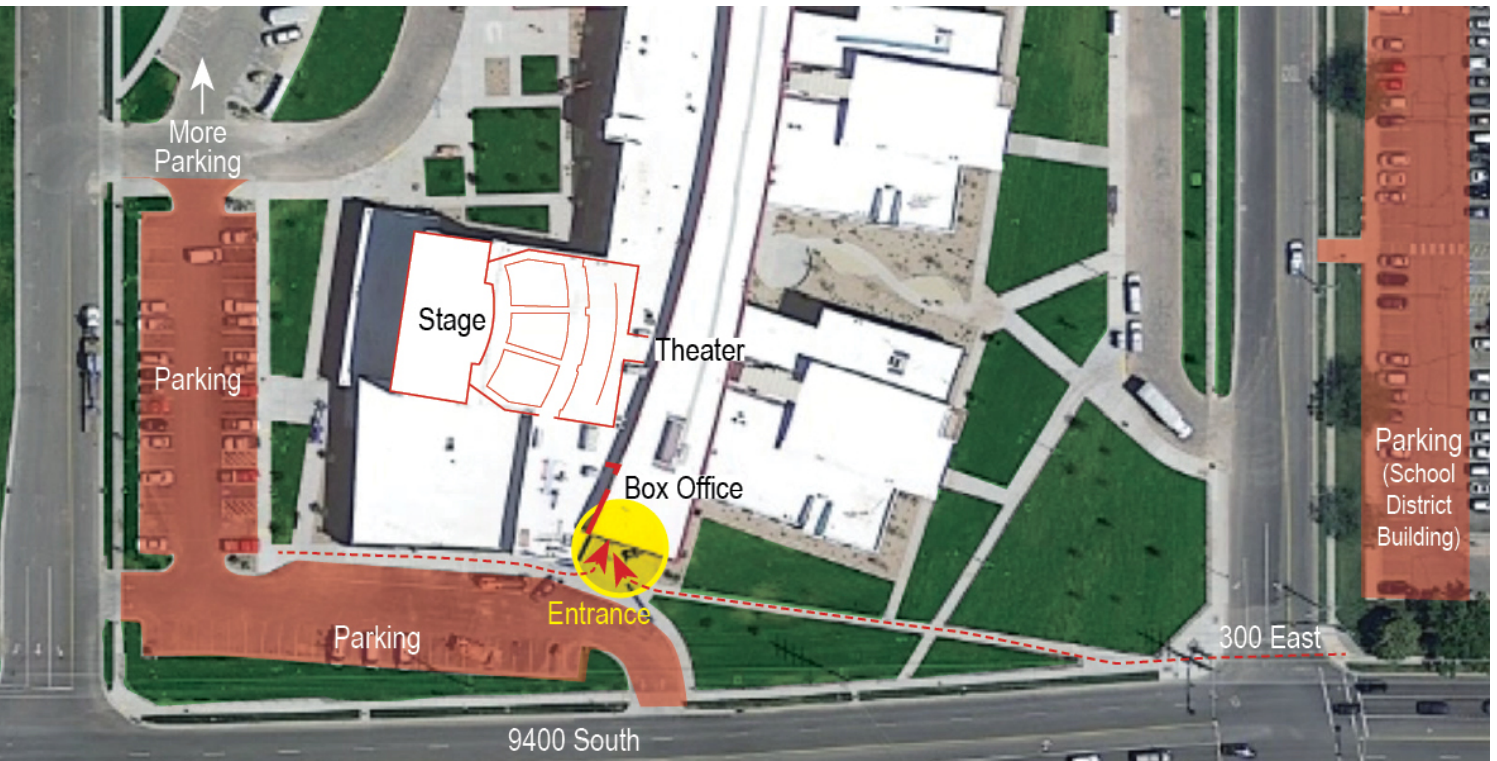 More
Parking
Stage
Theater
Parking
Box Office
Parking
(School
District
Building)
Entrance
Parking
300 East
9400 South